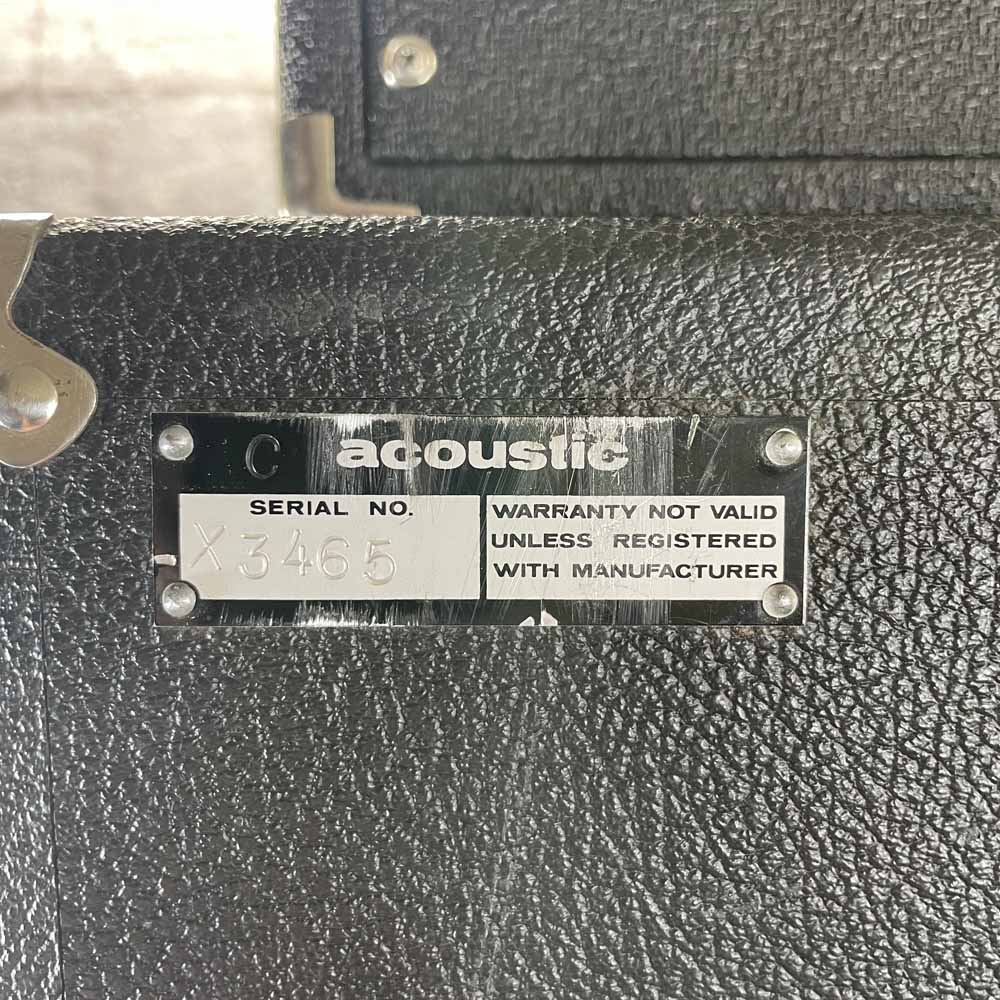 C acoustic
SERIAL NO.
X3465
WARRANTY NOT VALID
UNLESS REGISTERED
WITH MANUFACTURER